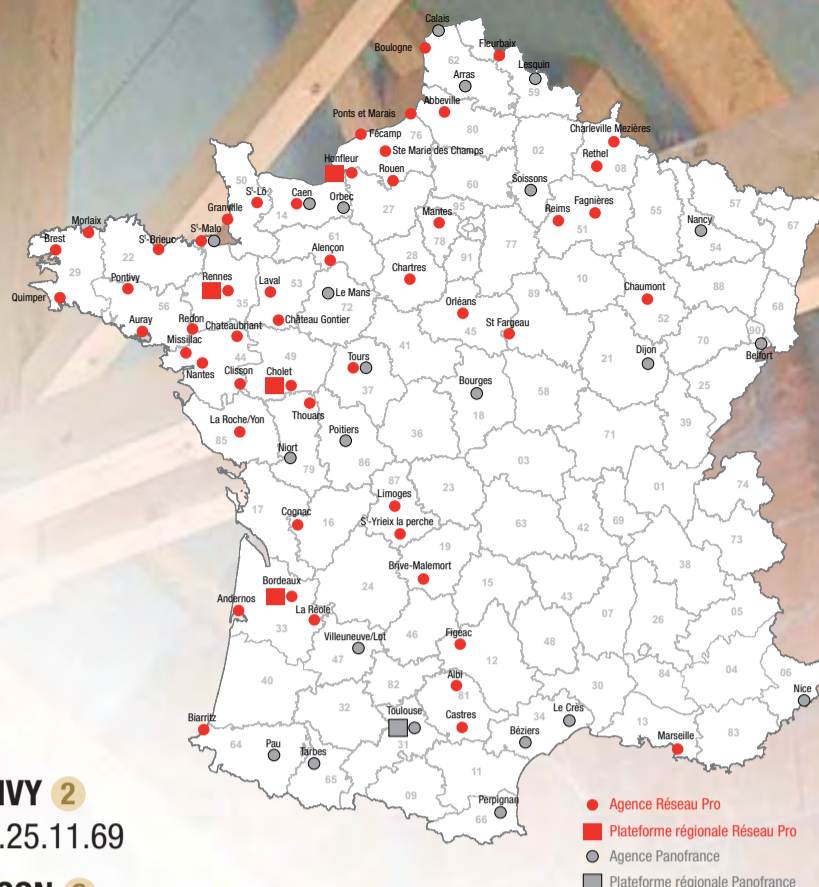 Calais
Boulogne
Fleurbaix
62
Lesquin
Arras
59
Abbeville
Ponts et Marais
80
76
Fécamp
Charleville Mezières
Ste Marie des Champs
02
Rethel
08
Honfleur
Rouen
50
S'-Lô
Caen
Orbec
60
Soissons
Granville
14
27
Mantes
95
Reims
Fagnières
51
55
57
67
Nancy
54
Morlaix
S'-Malo
61
78
77
Brest
S'-Brieuc
Alençon
28
91
22
29
Chartres
10
88
Pontivy
Rennes
Laval
53
Le Mans
72
Chaumont
68
Quimper
56
35
Orléans
89
52
Auray
Redon
Château Gontier
45
St Fargeau
Chateaubriant
90
Missillac
44
49
41
21
70
Belfort
Nantes
Clisson
Cholet
Tours
37
Dijon
Bourges
25
Thouars
18
58
La Roche/Yon
85
Poitiers
36
71
39
Niort
79
86
03
87
23
01
74
Limoges
17
Cognac
16
S'-Yrieix la perche
63
42
69
73
19
38
Brive-Malemort
24
15
Bordeaux
43
Andernos
La Réole
07
26
05
33
Villeuneuve/Lot
46
Figeac
48
47
12
40
82
Albi
81
30
84
04
06
Nice
32
Toulouse
34
Le Crès
13
Biarritz
Castres
Béziers
Marseille
83
64
Pau
Tarbes
31
65
11
09
Perpignan
66
IVY 2
.25.11.69
Agence Réseau Pro
Plateforme régionale Réseau Pro
Agence Panofrance
Plateforme régionale Panofrance